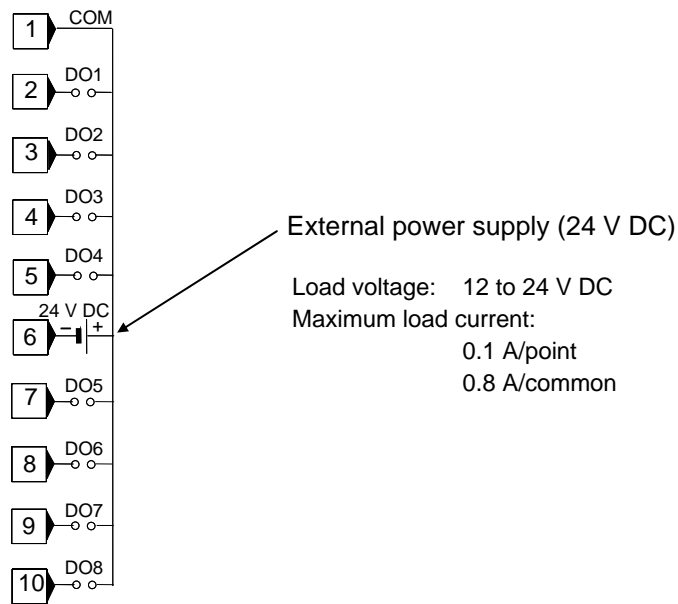 1 COM
2 DO1
3 DO2
4 DO3
5 DO4
24 V DC
6 − +
7 DO5
8 DO6
9 DO7
10 DO8
External power supply (24 V DC)
Load voltage: 12 to 24 V DC
Maximum load current:
0.1 A/point
0.8 A/common